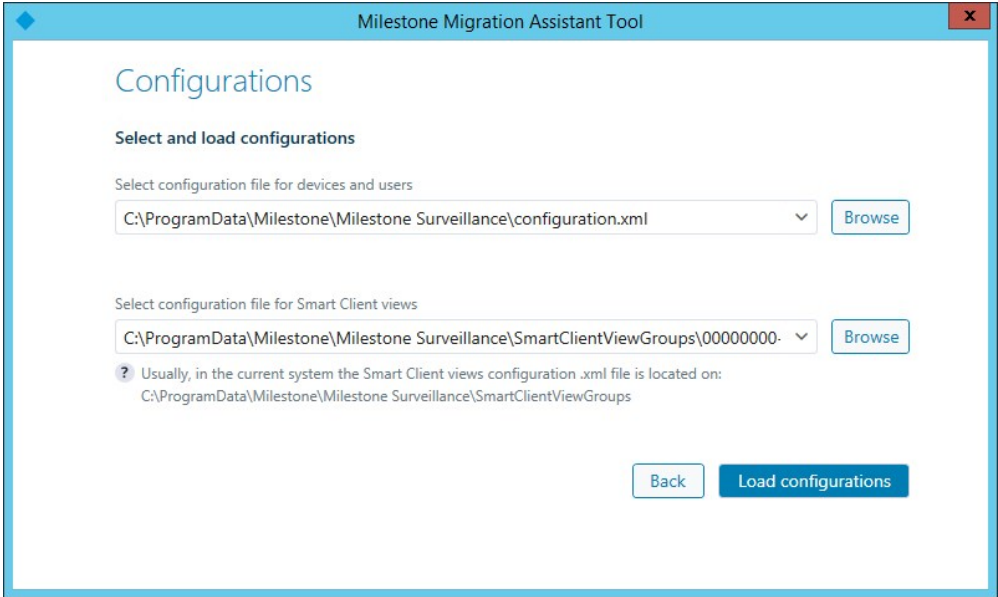 Milestone Migration Assistant Tool
x
Configurations
Select and load configurations
Select configuration file for devices and users
C:\ProgramData\Milestone\Milestone Surveillance\configuration.xml
Browse
Select configuration file for Smart Client views
C:\ProgramData\Milestone\Milestone Surveillance\SmartClientViewGroups\00000000-
Browse
? Usually, in the current system the Smart Client views configuration .xml file is located on:
C:\ProgramData\Milestone\Milestone Surveillance\SmartClientViewGroups
Back
Load configurations